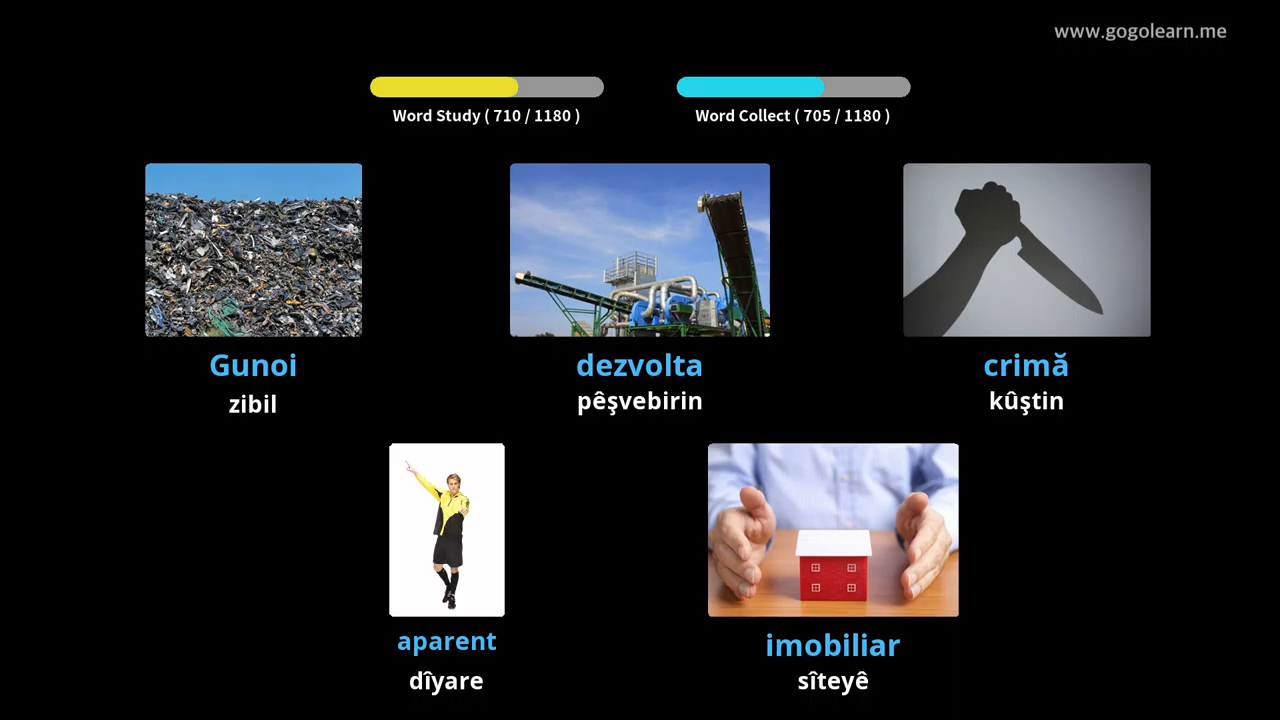 www.gogolearn.me
Word Study ( 710 / 1180 )
Word Collect ( 705 / 1180 )
Gunoi
zibil
dezvolta
pêşvebirin
crimă
kûştin
aparent
dîyare
imobiliar
sîteyê